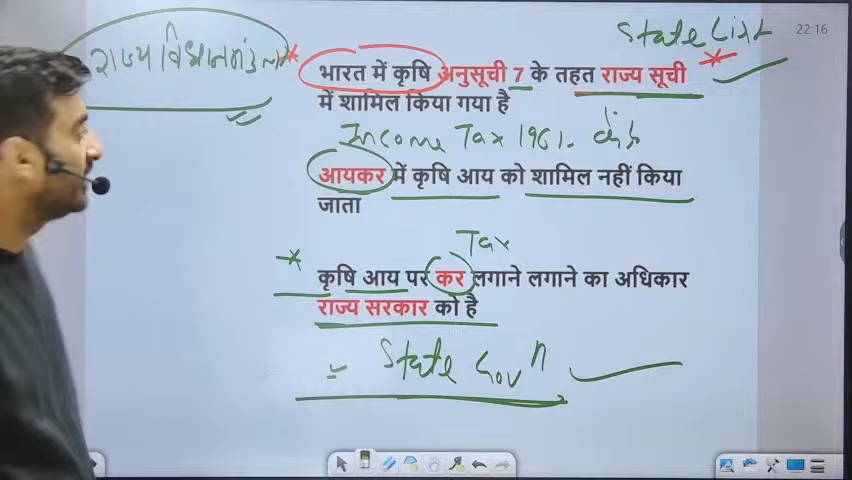 State List
22:16
राज्य विधानमंडल
भारत में कृषि अनुसूची 7 के तहत राज्य सूची
में शामिल किया गया है
Income Tax 1961.
आयकर में कृषि आय को शामिल नहीं किया
जाता
Tax
कृषि आय पर कर लगाने लगाने का अधिकार
राज्य सरकार को है
State Govn